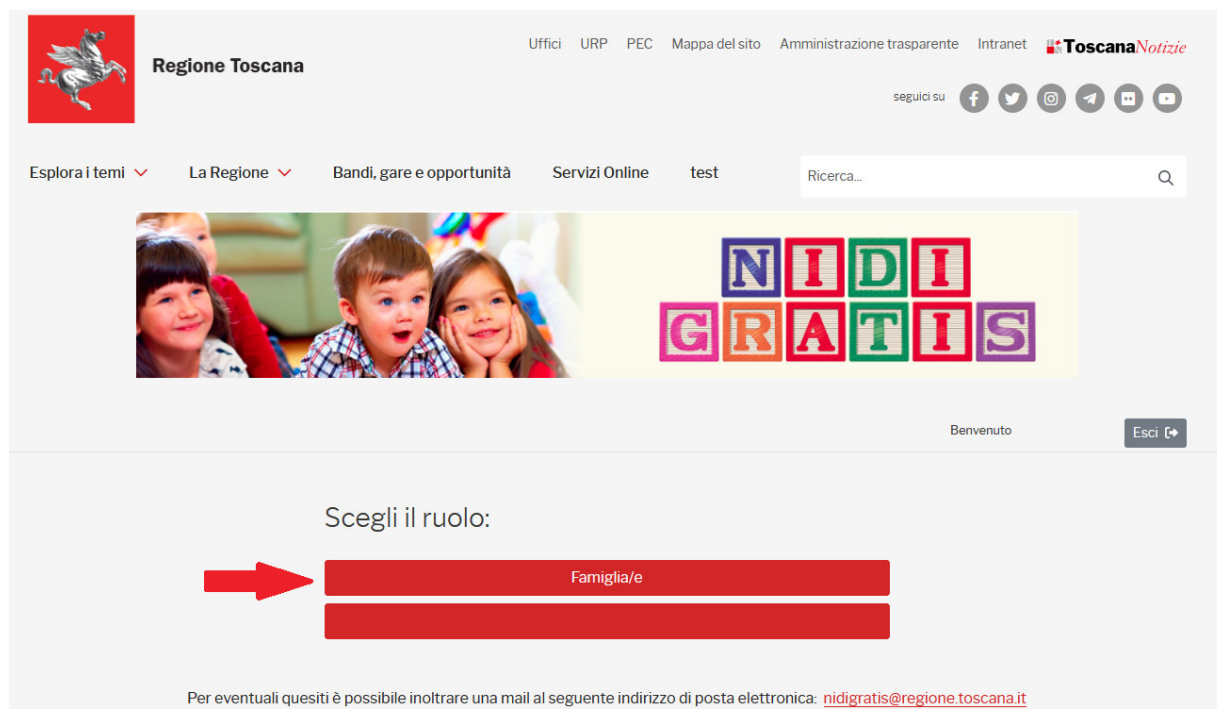 Uffici URP PEC Mappa del sito Amministrazione trasparente Intranet ToscanaNotizie
Regione Toscana
seguici su
Esplora i temi La Regione Bandi, gare e opportunità Servizi Online test Ricerca...
NIDI
GRATIS
Benvenuto Esci
Scegli il ruolo:
Famiglia/e
Per eventuali quesiti è possibile inoltrare una mail al seguente indirizzo di posta elettronica: nidigratis@regione.toscana.it